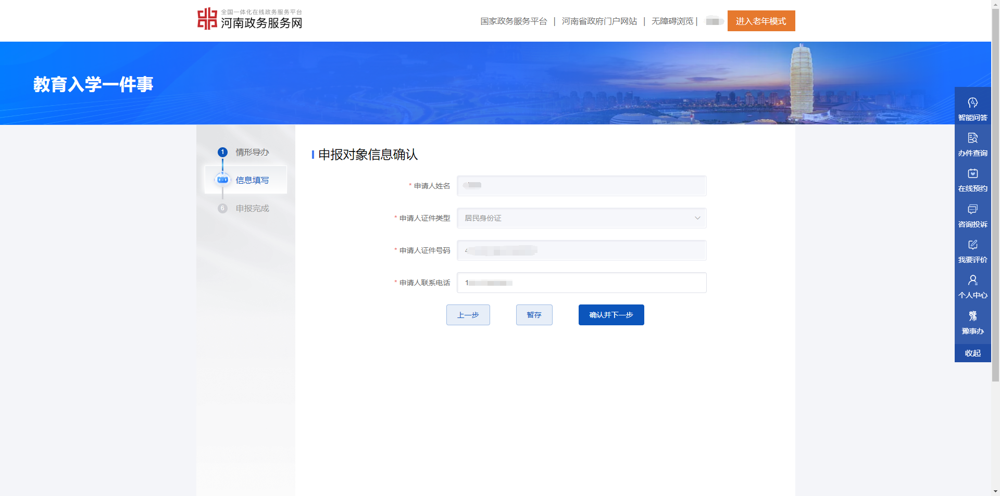 全国一体化在线政务服务平台
河南政务服务网
国家政务服务平台 | 河南省政府门户网站 | 无障碍浏览 |
进入老年模式
教育入学一件事
1 情形导办
信息填写
6 申报完成
申报对象信息确认
* 申请人姓名
* 申请人证件类型 居民身份证
* 申请人证件号码
* 申请人联系电话 1
上一步 暂存 确认并下一步
智能问答
办件查询
在线预约
咨询投诉
我要评价
个人中心
豫事办
收起